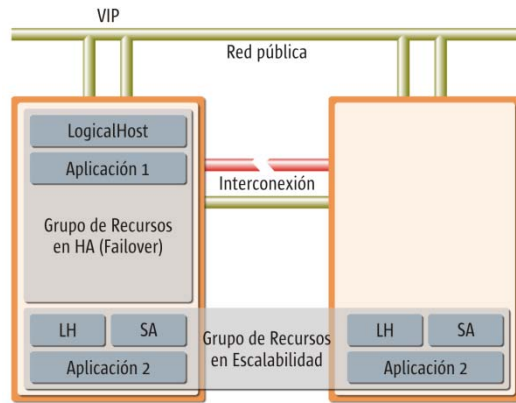 VIP
Red pública
LogicalHost
Aplicación 1
Interconexión
Grupo de Recursos
en HA (Failover)
LH
SA
Aplicación 2
Grupo de Recursos
en Escalabilidad
LH
SA
Aplicación 2